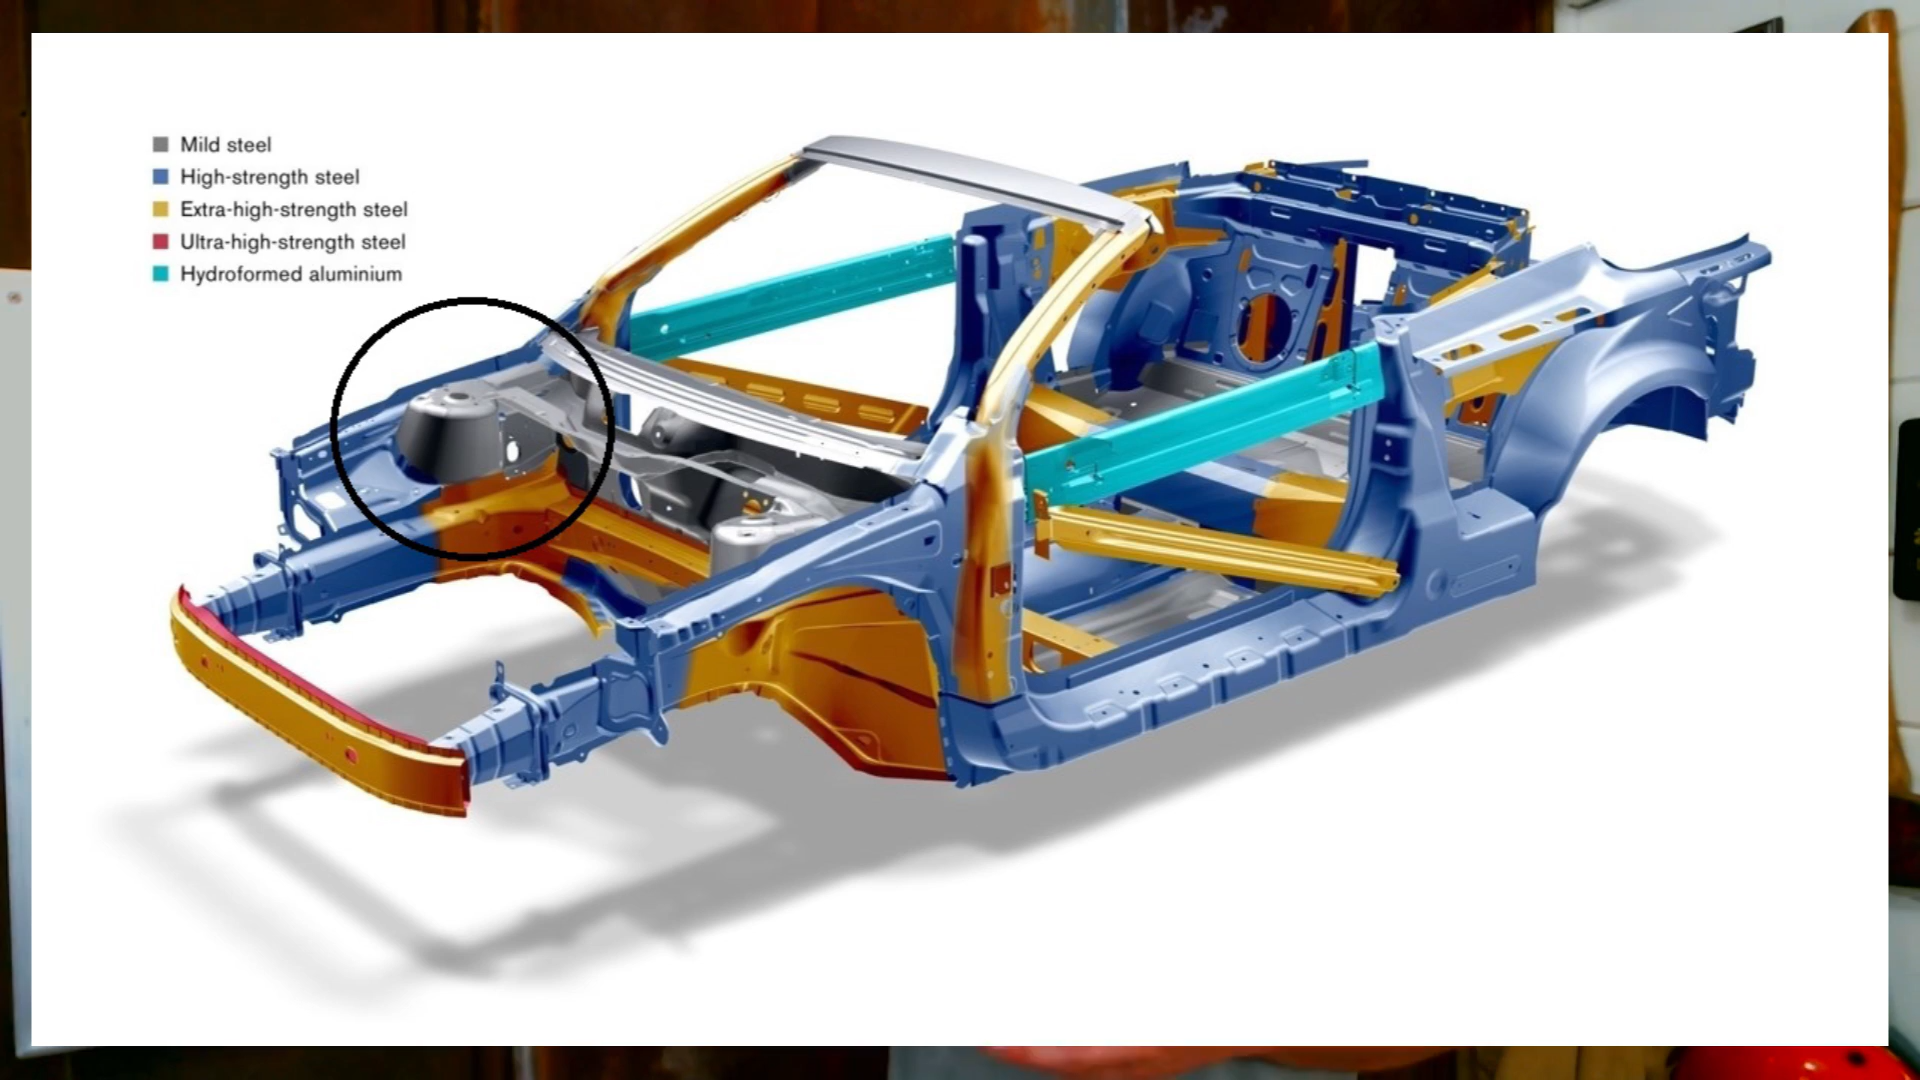 Mild steel
High-strength steel
Extra-high-strength steel
Ultra-high-strength steel
Hydroformed aluminium